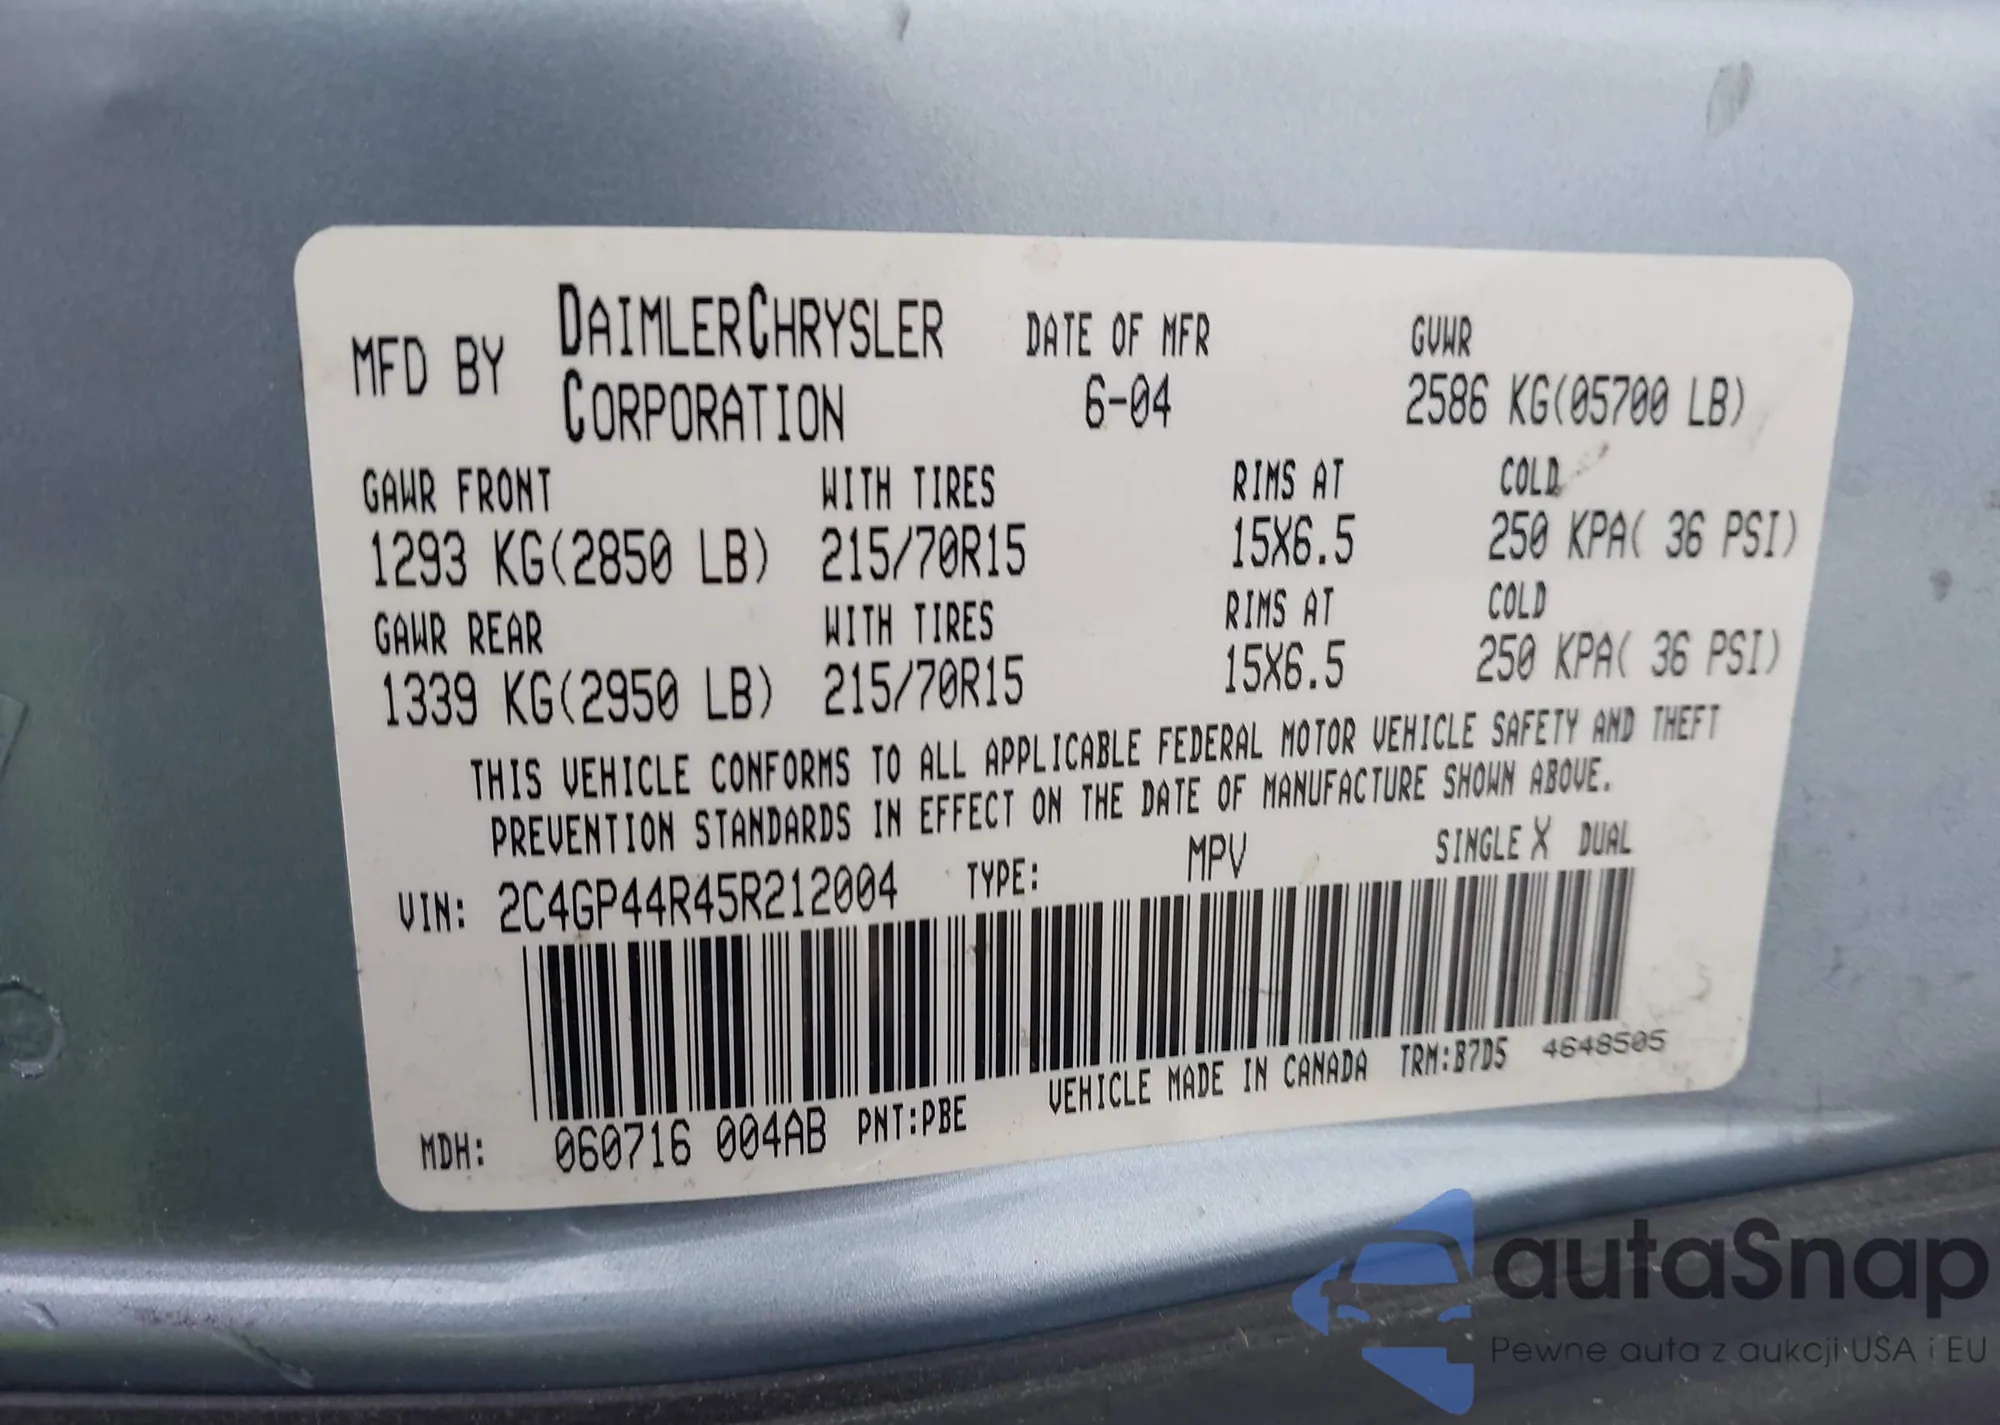 MFD BY DAIMLERCHRYSLER CORPORATION DATE OF MFR 6-04 GVWR 2586 KG(05700 LB)
GAWR FRONT WITH TIRES RIMS AT COLD
1293 KG(2850 LB) 215/70R15 15X6.5 250 KPA( 36 PSI)
GAWR REAR WITH TIRES RIMS AT COLD
1339 KG(2950 LB) 215/70R15 15X6.5 250 KPA( 36 PSI)
THIS VEHICLE CONFORMS TO ALL APPLICABLE FEDERAL MOTOR VEHICLE SAFETY AND THEFT
PREVENTION STANDARDS IN EFFECT ON THE DATE OF MANUFACTURE SHOWN ABOVE.
VIN: 2C4GP44R45R212004 TYPE: MPV SINGLE X DUAL
MDH: 060716 004AB PNT:PBE VEHICLE MADE IN CANADA TRM:B7D5 4648505
autaSnap
Pewne auta z aukcji USA i EU